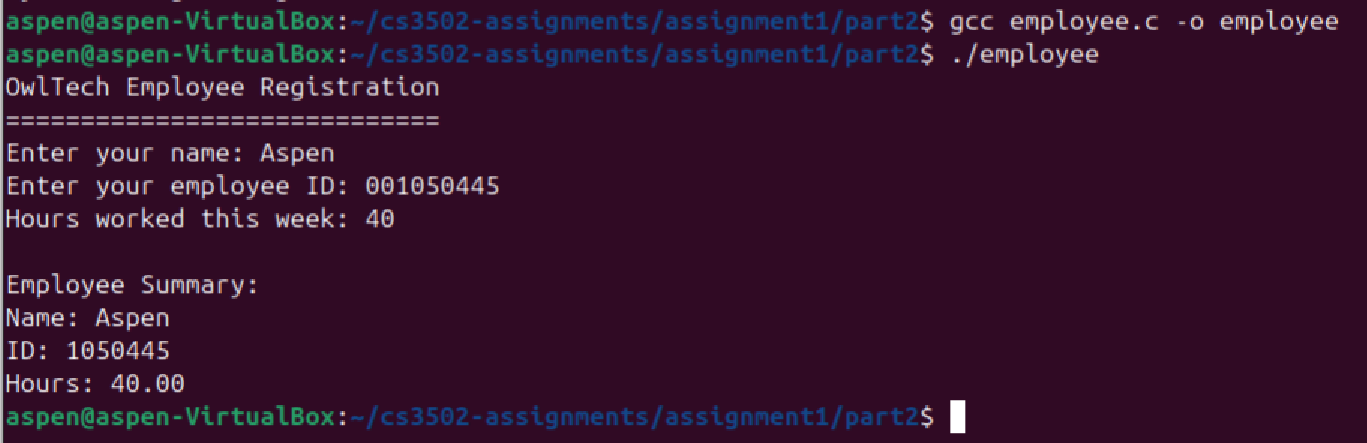 aspen@aspen-VirtualBox:~/cs3502-assignments/assignment1/part2$ gcc employee.c -o employee
aspen@aspen-VirtualBox:~/cs3502-assignments/assignment1/part2$ ./employee
OwlTech Employee Registration
=============================
Enter your name: Aspen
Enter your employee ID: 001050445
Hours worked this week: 40

Employee Summary:
Name: Aspen
ID: 1050445
Hours: 40.00
aspen@aspen-VirtualBox:~/cs3502-assignments/assignment1/part2$